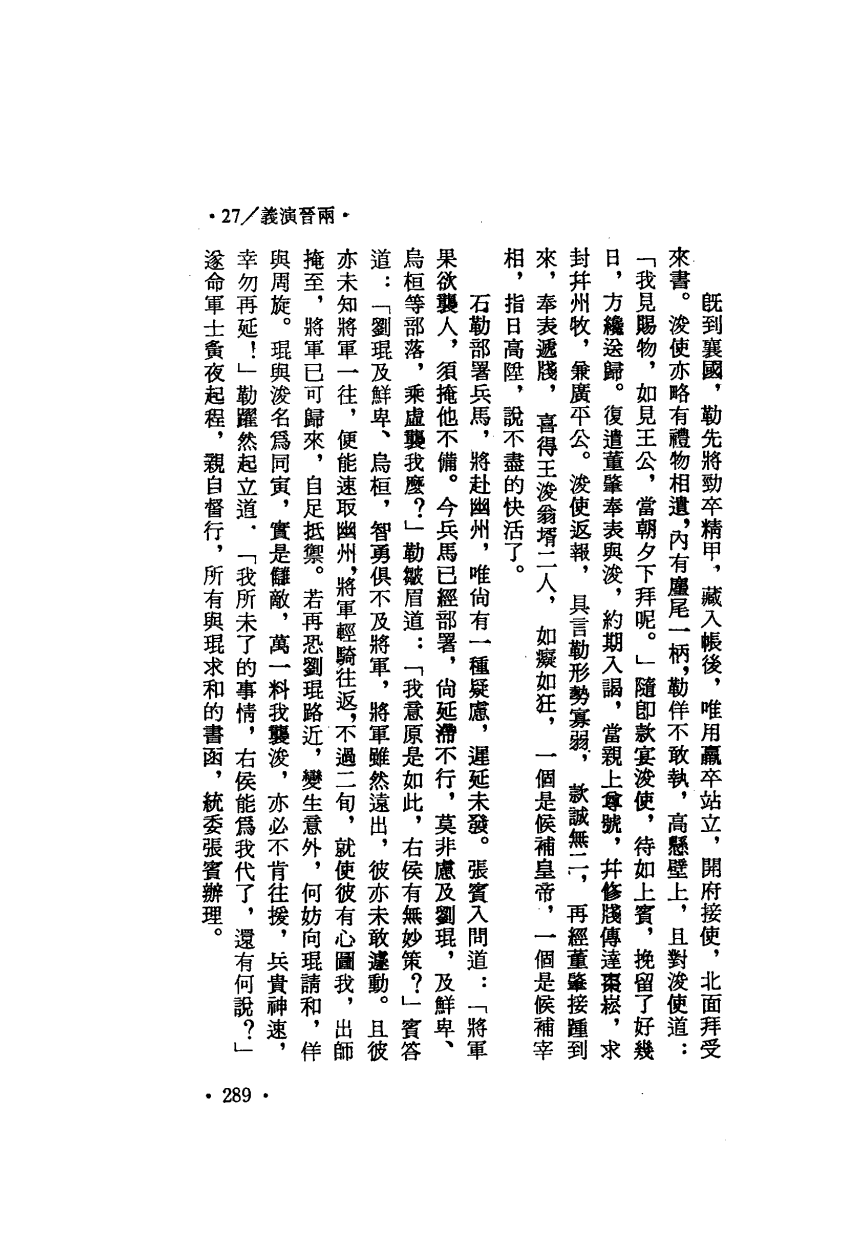 ·27／義演晉兩·
既到襄國，勒先將勁卒精甲，藏入帳後，唯用羸卒站立，開府接使，北面拜受
來書。浚使亦略有禮物相遺，內有麈尾一柄，勒佯不敢執，高懸壁上，且對浚使道：
「我見賜物，如見王公，當朝夕下拜呢。」隨卽款宴浚使，待如上賓，挽留了好幾
日，方纔送歸。復遣董肇奉表與浚，約期入謁，當親上尊號，幷修牋傳達棗崧，求
封幷州牧，兼廣平公。浚使返報，具言勒形勢寡弱，款誠無二，再經董肇接踵到
來，奉表遞牋，喜得王浚翁壻二人，如癡如狂，一個是候補皇帝，一個是候補宰
相，指日高陞，說不盡的快活了。
石勒部署兵馬，將赴幽州，唯尙有一種疑慮，遲延未發。張賓入問道：「將軍
果欲襲人，須掩他不備。今兵馬已經部署，尙延滯不行，莫非慮及劉琨，及鮮卑、
烏桓等部落，乘虛襲我麼？」勒皺眉道：「我意原是如此，右侯有無妙策？」賓答
道：「劉琨及鮮卑、烏桓，智勇俱不及將軍，將軍雖然遠出，彼亦未敢遽動。且彼
亦未知將軍一往，便能速取幽州，將軍輕騎往返，不過二旬，就使彼有心圖我，出師
掩至，將軍已可歸來，自足抵禦。若再恐劉琨路近，變生意外，何妨向琨請和，佯
與周旋。琨與浚名爲同寅，實是讎敵，萬一料我襲浚，亦必不肯往援，兵貴神速，
幸勿再延！」勒躍然起立道．「我所未了的事情，右侯能爲我代了，還有何說？」
遂命軍士夤夜起程，親自督行，所有與琨求和的書函，統委張賓辦理。
·289·